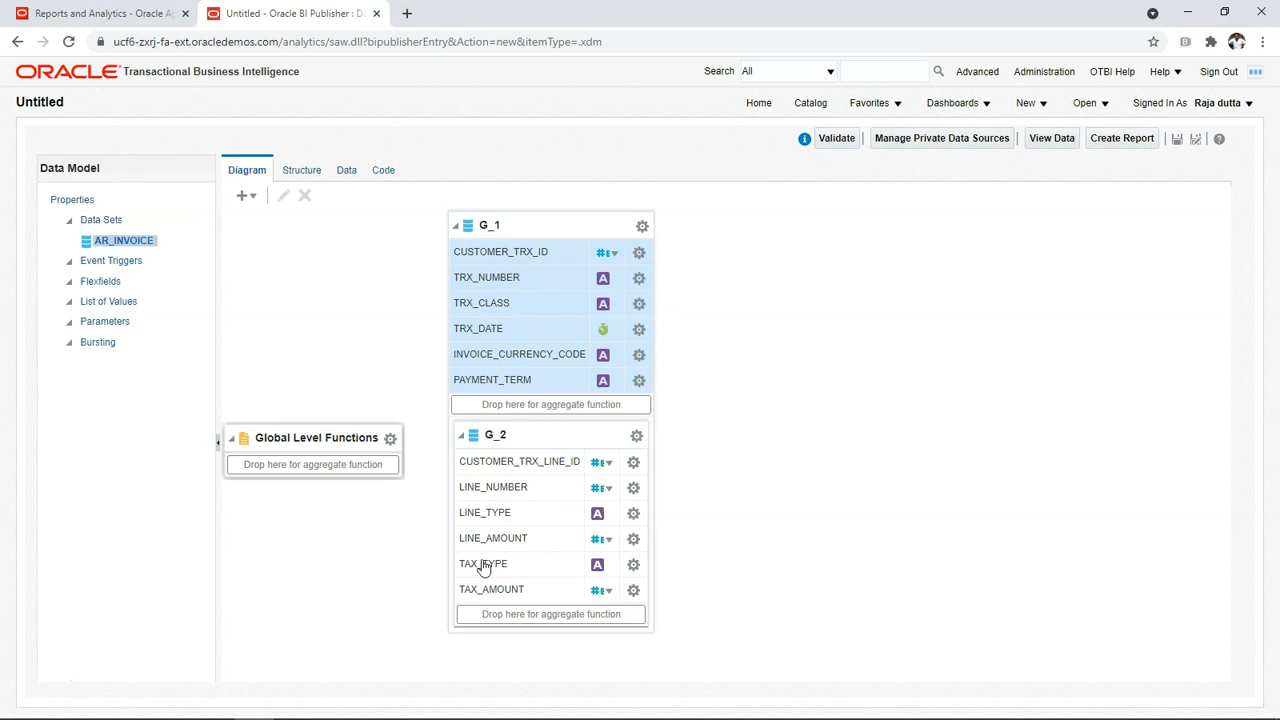 Reports and Analytics - Oracle A
Untitled - Oracle BI Publisher : D
ucf6-zxrj-fa-ext.oracledemos.com/analytics/saw.dll?bipublisherEntry&Action=new&itemType=.xdm
ORACLE Transactional Business Intelligence
Search All Advanced Administration OTBI Help Help Sign Out
Untitled
Home Catalog Favorites Dashboards New Open Signed In As Raja dutta
Validate Manage Private Data Sources View Data Create Report
Data Model
Diagram Structure Data Code
Properties
Data Sets
AR_INVOICE
Event Triggers
Flexfields
List of Values
Parameters
Bursting
Global Level Functions
Drop here for aggregate function
G_1
CUSTOMER_TRX_ID
TRX_NUMBER
TRX_CLASS
TRX_DATE
INVOICE_CURRENCY_CODE
PAYMENT_TERM
Drop here for aggregate function
G_2
CUSTOMER_TRX_LINE_ID
LINE_NUMBER
LINE_TYPE
LINE_AMOUNT
TAX_TYPE
TAX_AMOUNT
Drop here for aggregate function